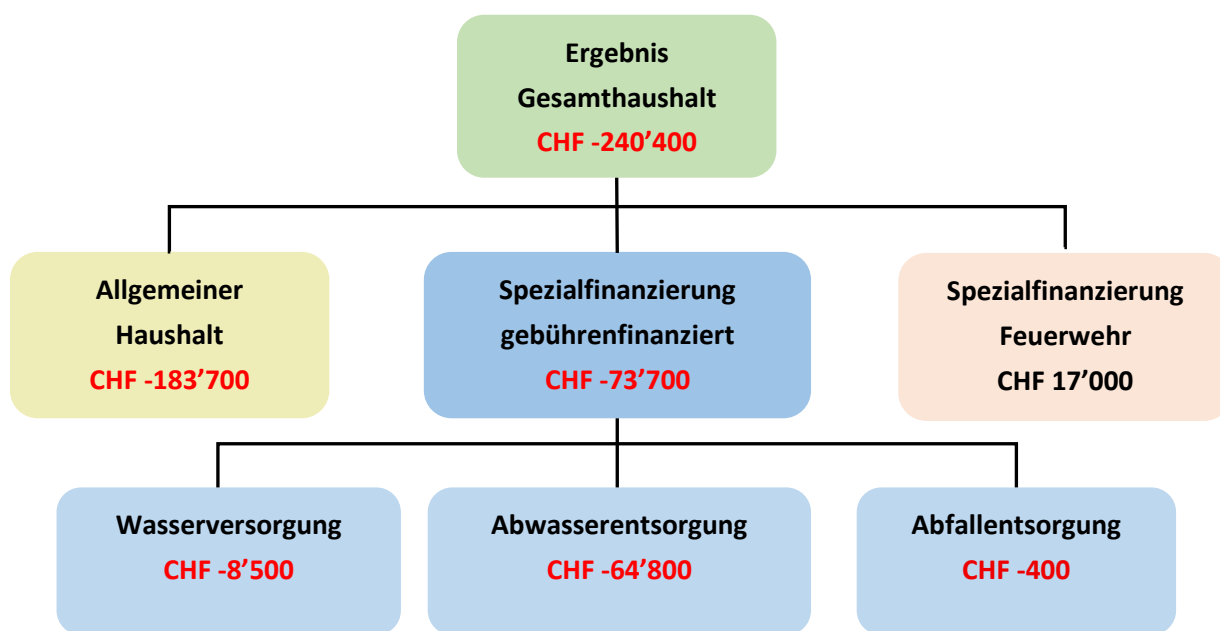 Ergebnis
Gesamthaushalt
CHF -240’400
Allgemeiner
Haushalt
CHF -183’700
Spezialfinanzierung
gebührenfinanziert
CHF -73’700
Spezialfinanzierung
Feuerwehr
CHF 17’000
Wasserversorgung
CHF -8’500
Abwasserentsorgung
CHF -64’800
Abfallentsorgung
CHF -400